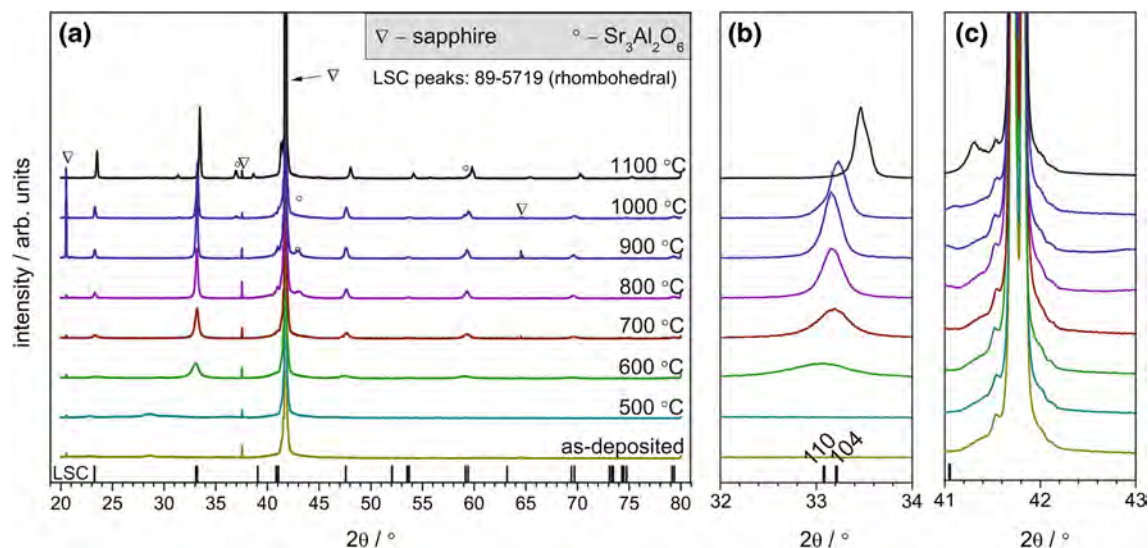 (a)
∇ – sapphire ° – Sr₃Al₂O₆
∇
LSC peaks: 89-5719 (rhombohedral)
∇
∇
1100 °C
1000 °C
∇
900 °C
800 °C
700 °C
600 °C
500 °C
as-deposited
LSC
20 25 30 35 40 45 50 55 60 65 70 75 80
2θ / °
intensity / arb. units
(b)
110
104
32 33 34
2θ / °
(c)
41 42 43
2θ / °